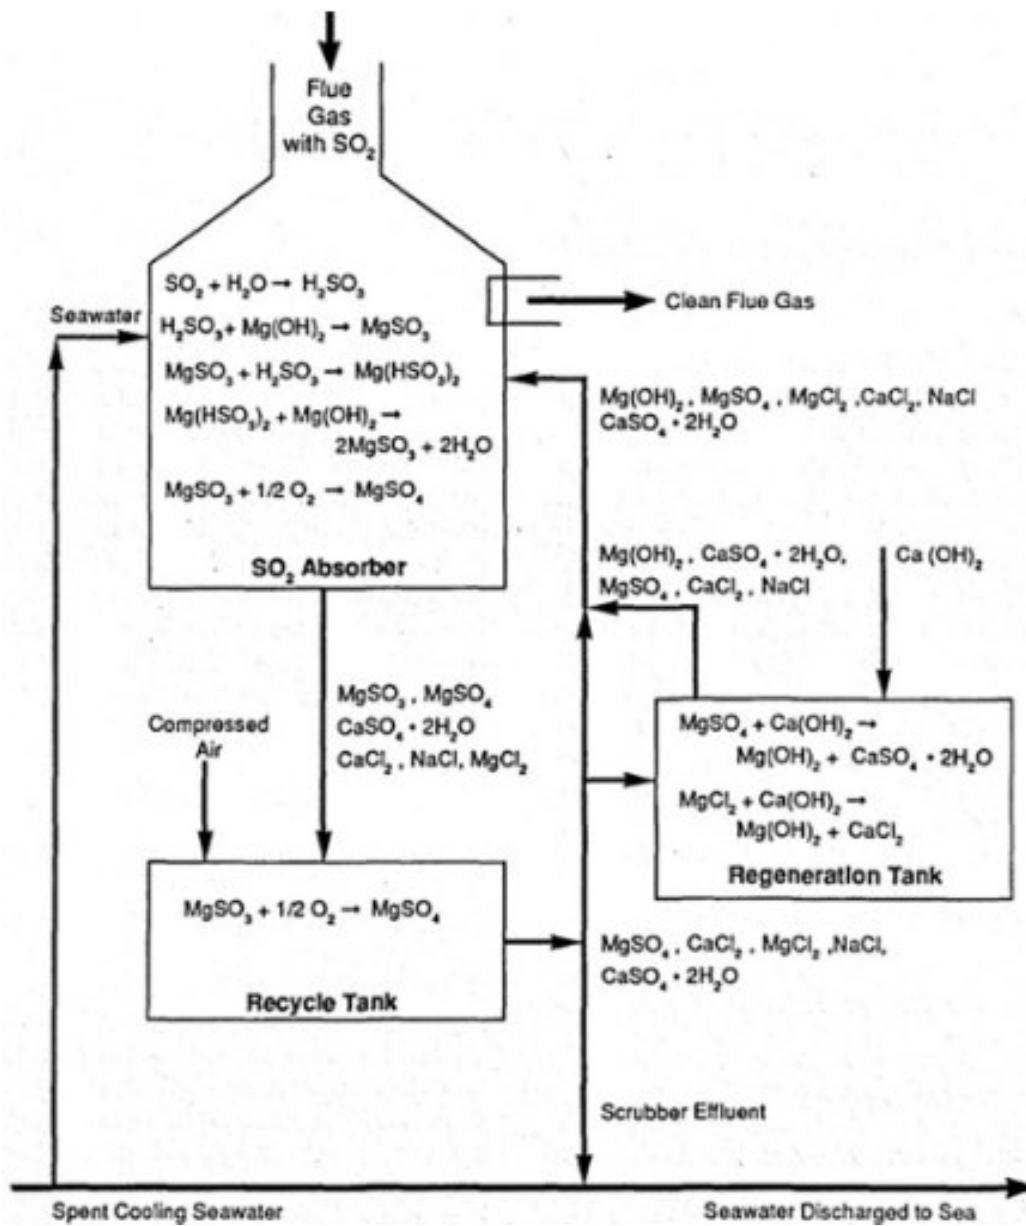 Flue
Gas
with SO₂
SO₂ + H₂O → H₂SO₃
H₂SO₃ + Mg(OH)₂ → MgSO₃
MgSO₃ + H₂SO₃ → Mg(HSO₃)₂
Mg(HSO₃)₂ + Mg(OH)₂ →
2MgSO₃ + 2H₂O
MgSO₃ + 1/2 O₂ → MgSO₄
SO₂ Absorber
Seawater
Clean Flue Gas
Mg(OH)₂ , MgSO₄ , MgCl₂ ,CaCl₂, NaCl
CaSO₄ • 2H₂O
Mg(OH)₂ , CaSO₄ • 2H₂O,
MgSO₄ , CaCl₂ , NaCl
Ca (OH)₂
MgSO₃ , MgSO₄
CaSO₄ • 2H₂O
CaCl₂ , NaCl, MgCl₂
Compressed
Air
MgSO₄ + Ca(OH)₂ →
Mg(OH)₂ + CaSO₄ • 2H₂O
MgCl₂ + Ca(OH)₂ →
Mg(OH)₂ + CaCl₂
Regeneration Tank
MgSO₃ + 1/2 O₂ → MgSO₄
Recycle Tank
MgSO₄ , CaCl₂ , MgCl₂ ,NaCl,
CaSO₄ • 2H₂O
Scrubber Effluent
Spent Cooling Seawater
Seawater Discharged to Sea